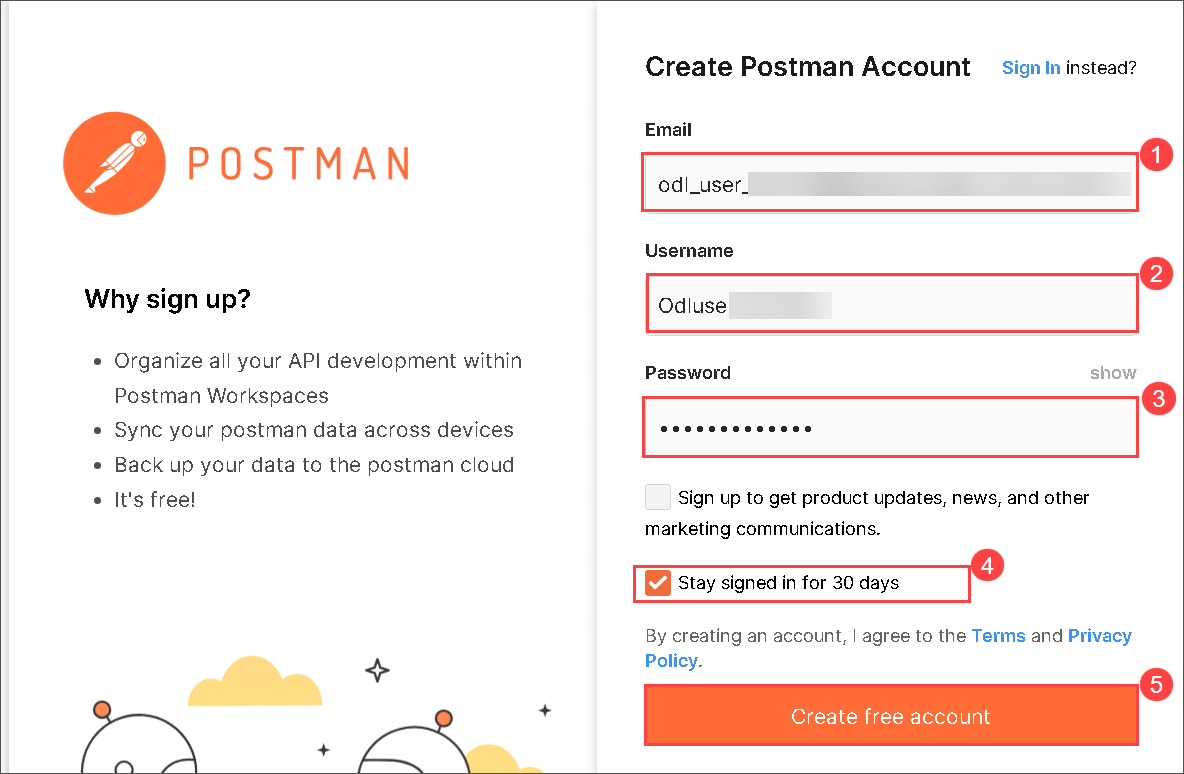 POSTMAN
Why sign up?
Organize all your API development within
Postman Workspaces
Sync your postman data across devices
Back up your data to the postman cloud
It's free!
Create Postman Account
Sign In instead?
Email
1
odl_user_
Username
2
Odluse
Password
show
3
•••••••••••••
Sign up to get product updates, news, and other
marketing communications.
4
Stay signed in for 30 days
By creating an account, I agree to the Terms and Privacy
Policy.
5
Create free account